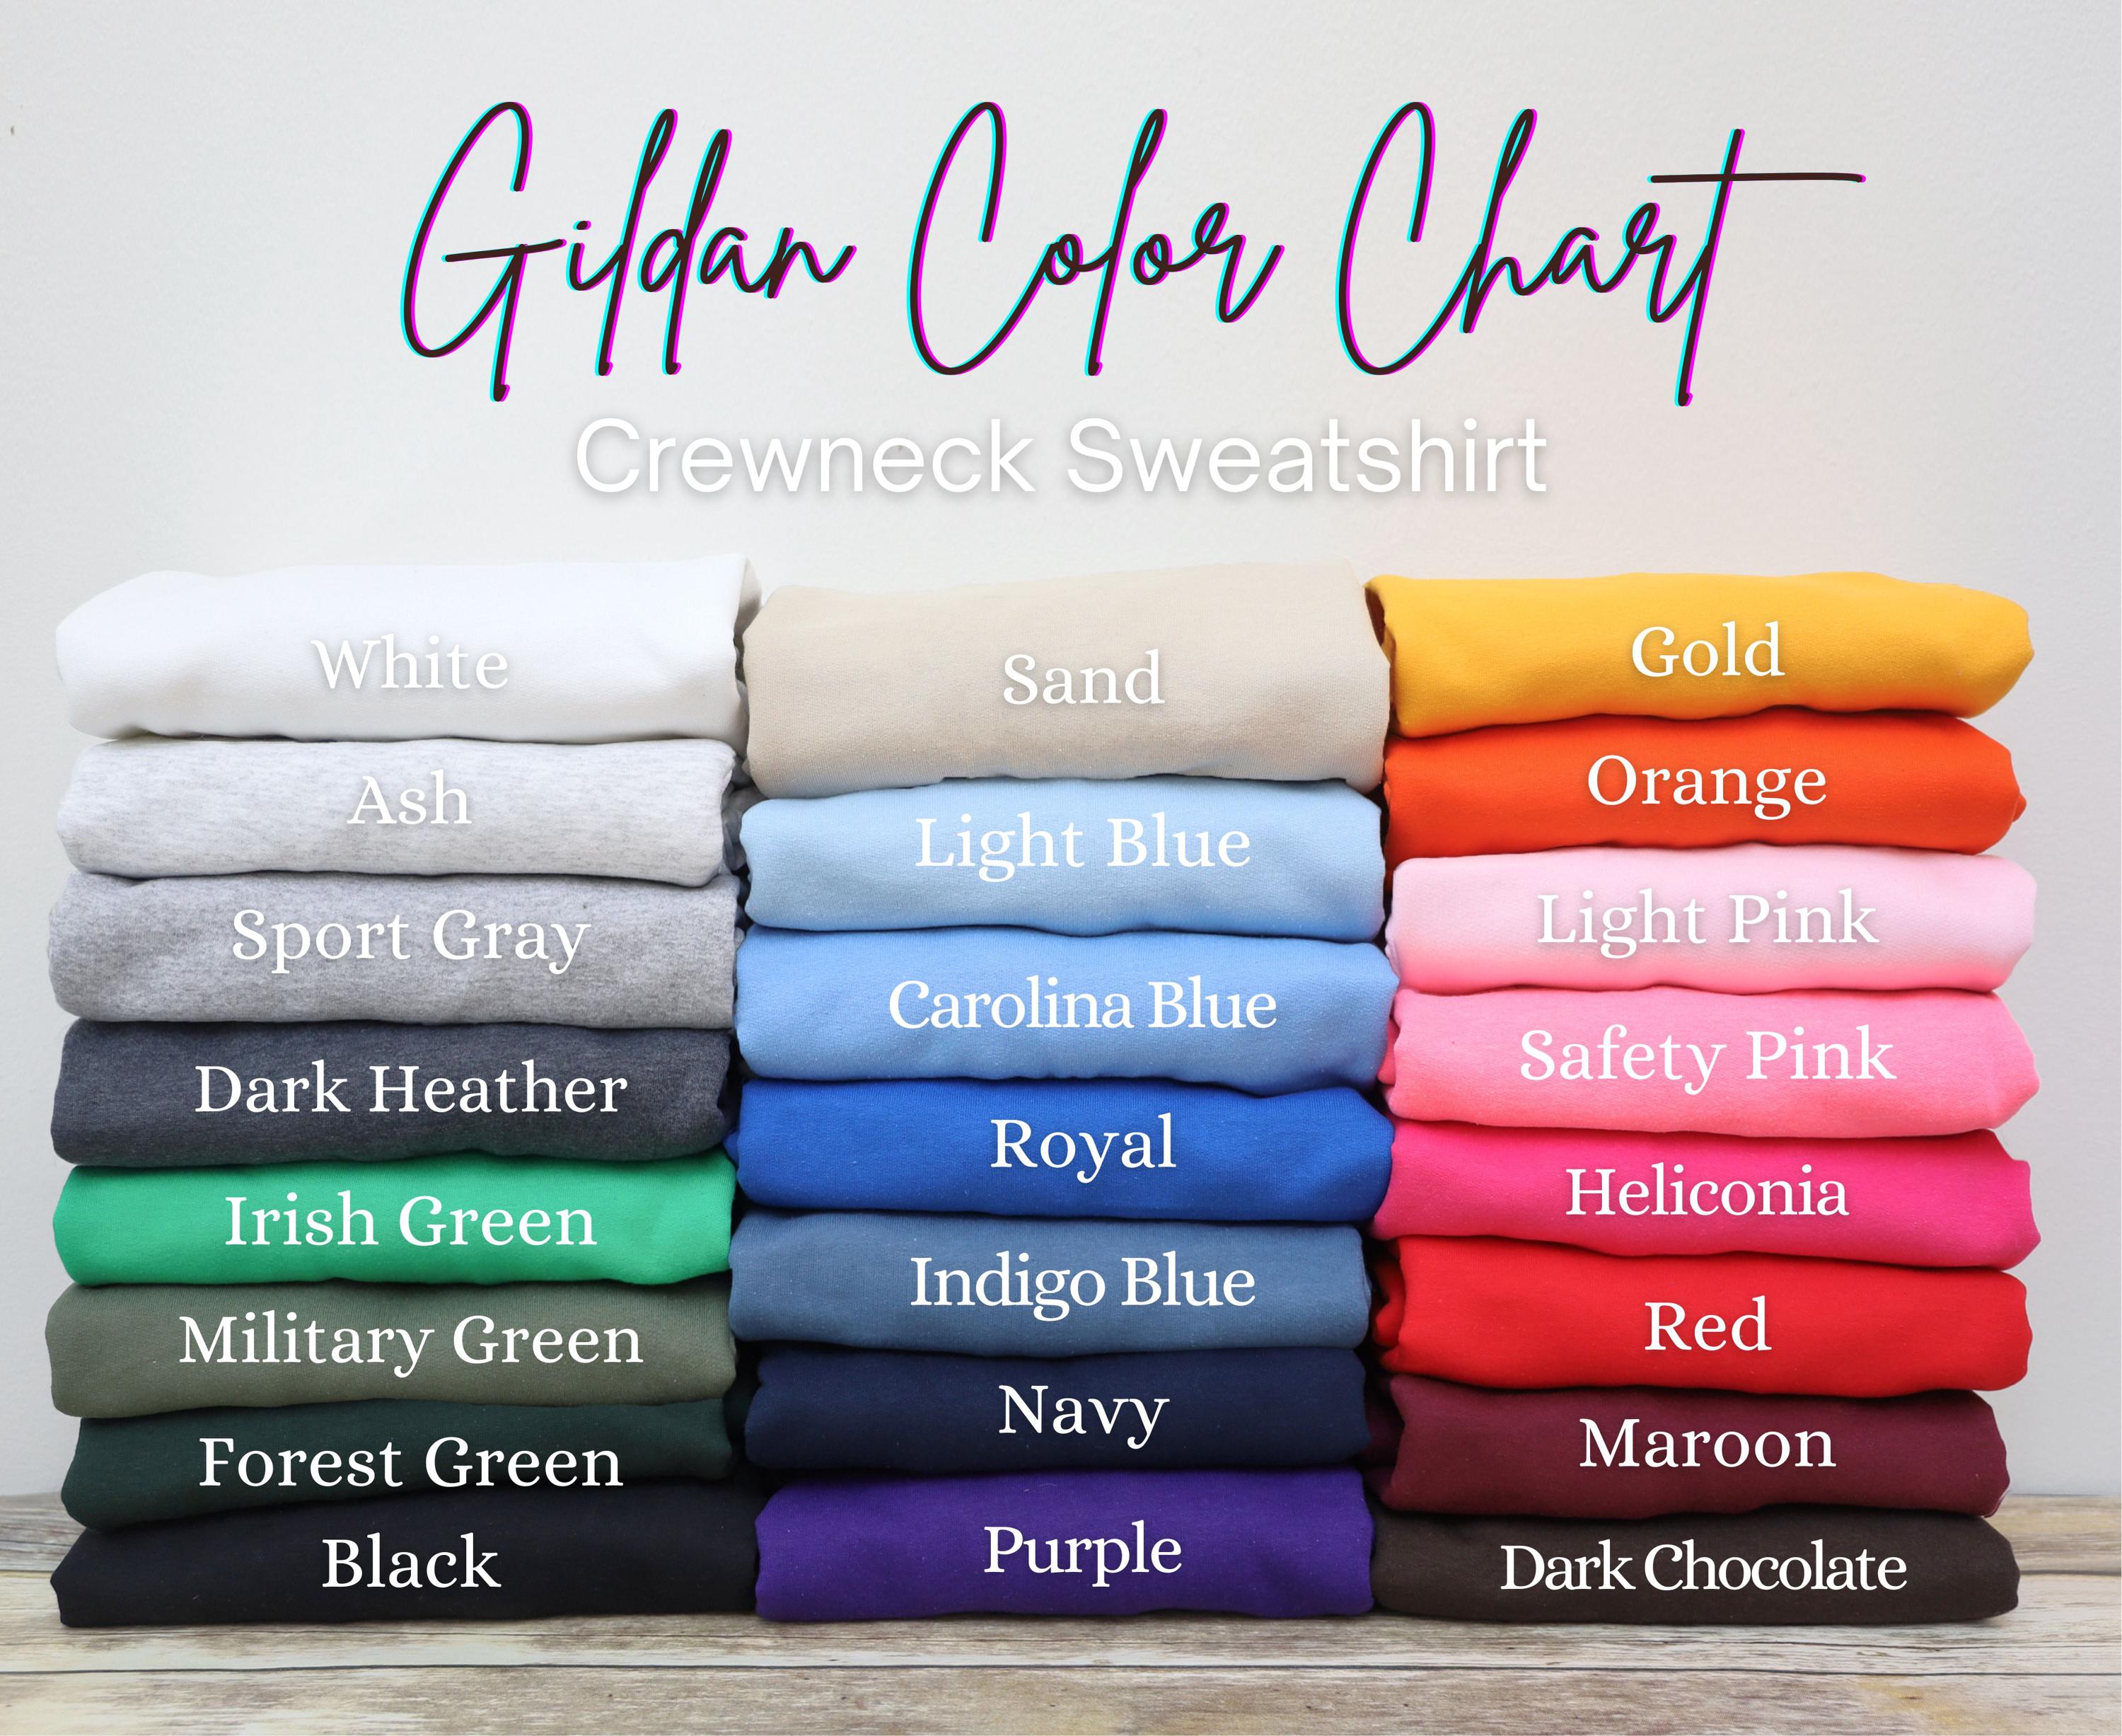 Gildan Color Chart
Crewneck Sweatshirt
White
Ash
Sport Gray
Dark Heather
Irish Green
Military Green
Forest Green
Black
Sand
Light Blue
Carolina Blue
Royal
Indigo Blue
Navy
Purple
Gold
Orange
Light Pink
Safety Pink
Heliconia
Red
Maroon
Dark Chocolate